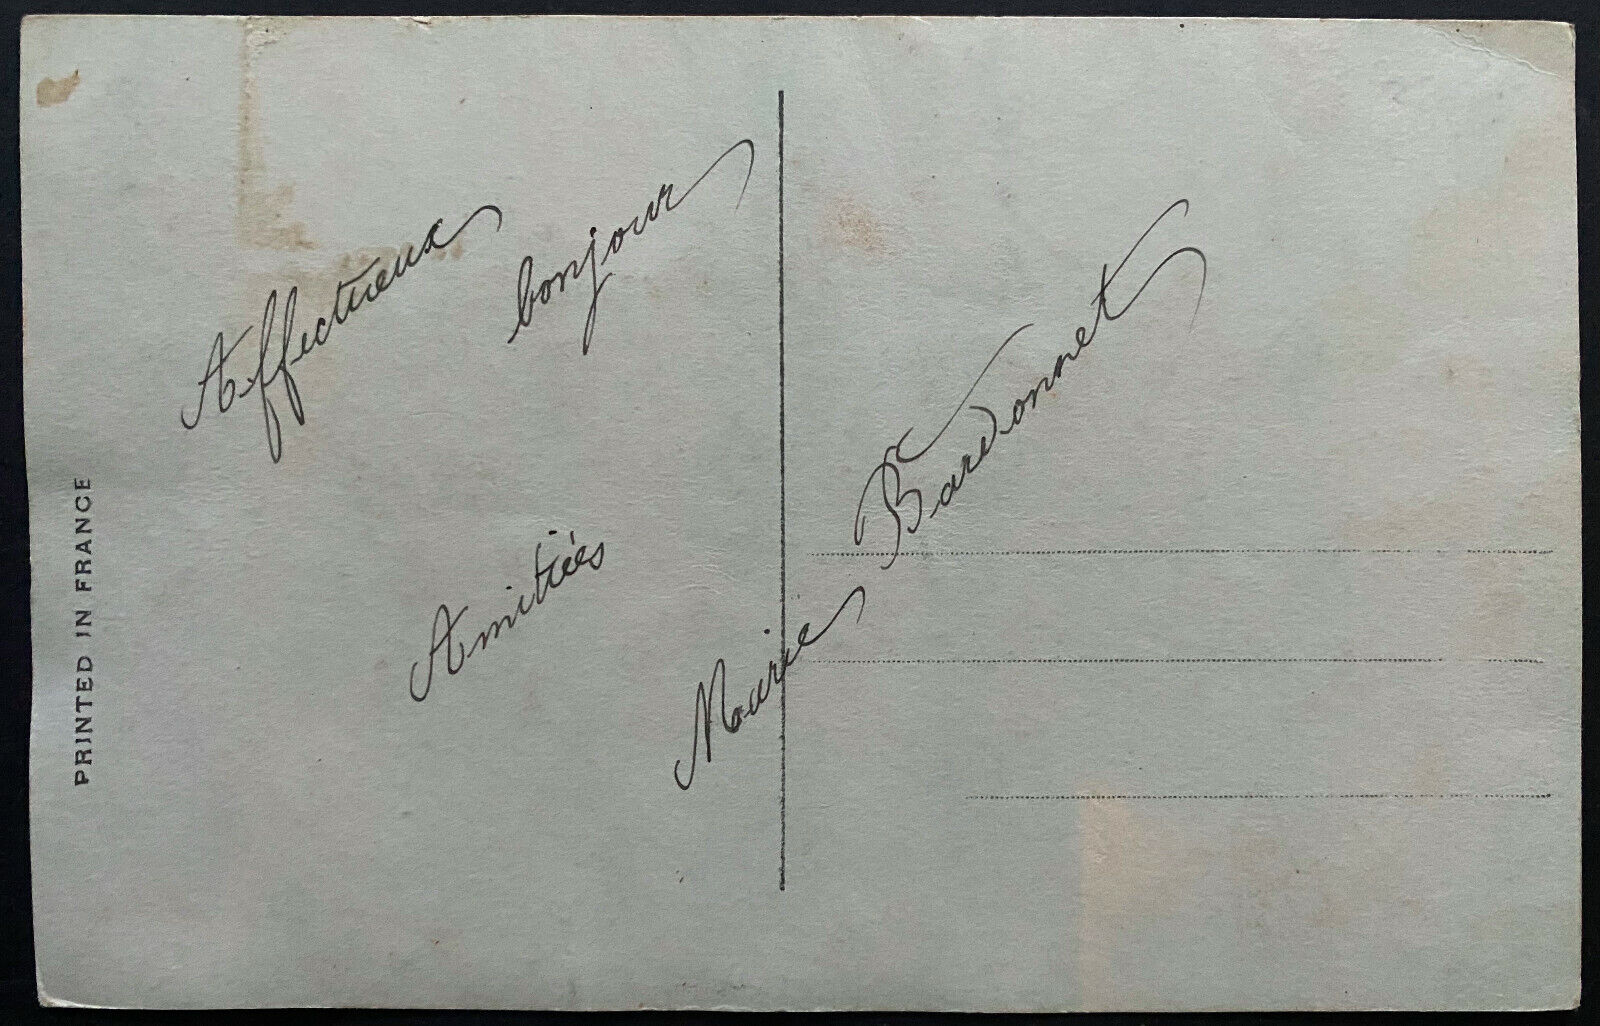 Affectueux bonjour
Amitiés
Marie Bardonnet
PRINTED IN FRANCE